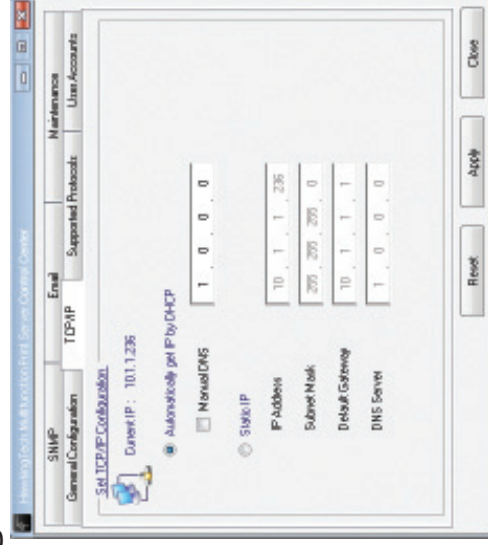 Hawking Tech Multifunction Print Server Control Center
SNMP Email Maintenance
General Configuration TCP/IP Supported Protocols User Accounts
Set TCP/IP Configuration
Current IP : 10.1.1.236
Automatically get IP by DHCP
Manual DNS 1 . 0 . 0 . 0
Static IP
IP Address 10 . 1 . 1 . 236
Subnet Mask 255 . 255 . 255 . 0
Default Gateway 10 . 1 . 1 . 1
DNS Server 1 . 0 . 0 . 0
Reset Apply Close